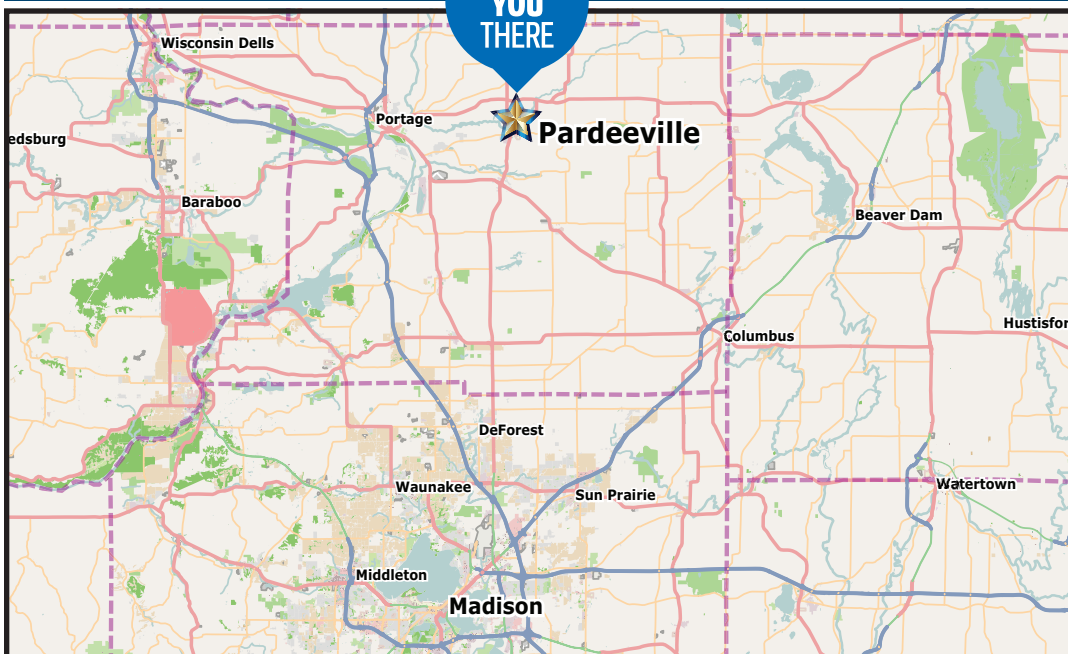 YOU
THERE
Wisconsin Dells
Portage
Pardeeville
edsburg
Baraboo
Beaver Dam
Hustisfor
Columbus
DeForest
Waunakee
Sun Prairie
Watertown
Middleton
Madison